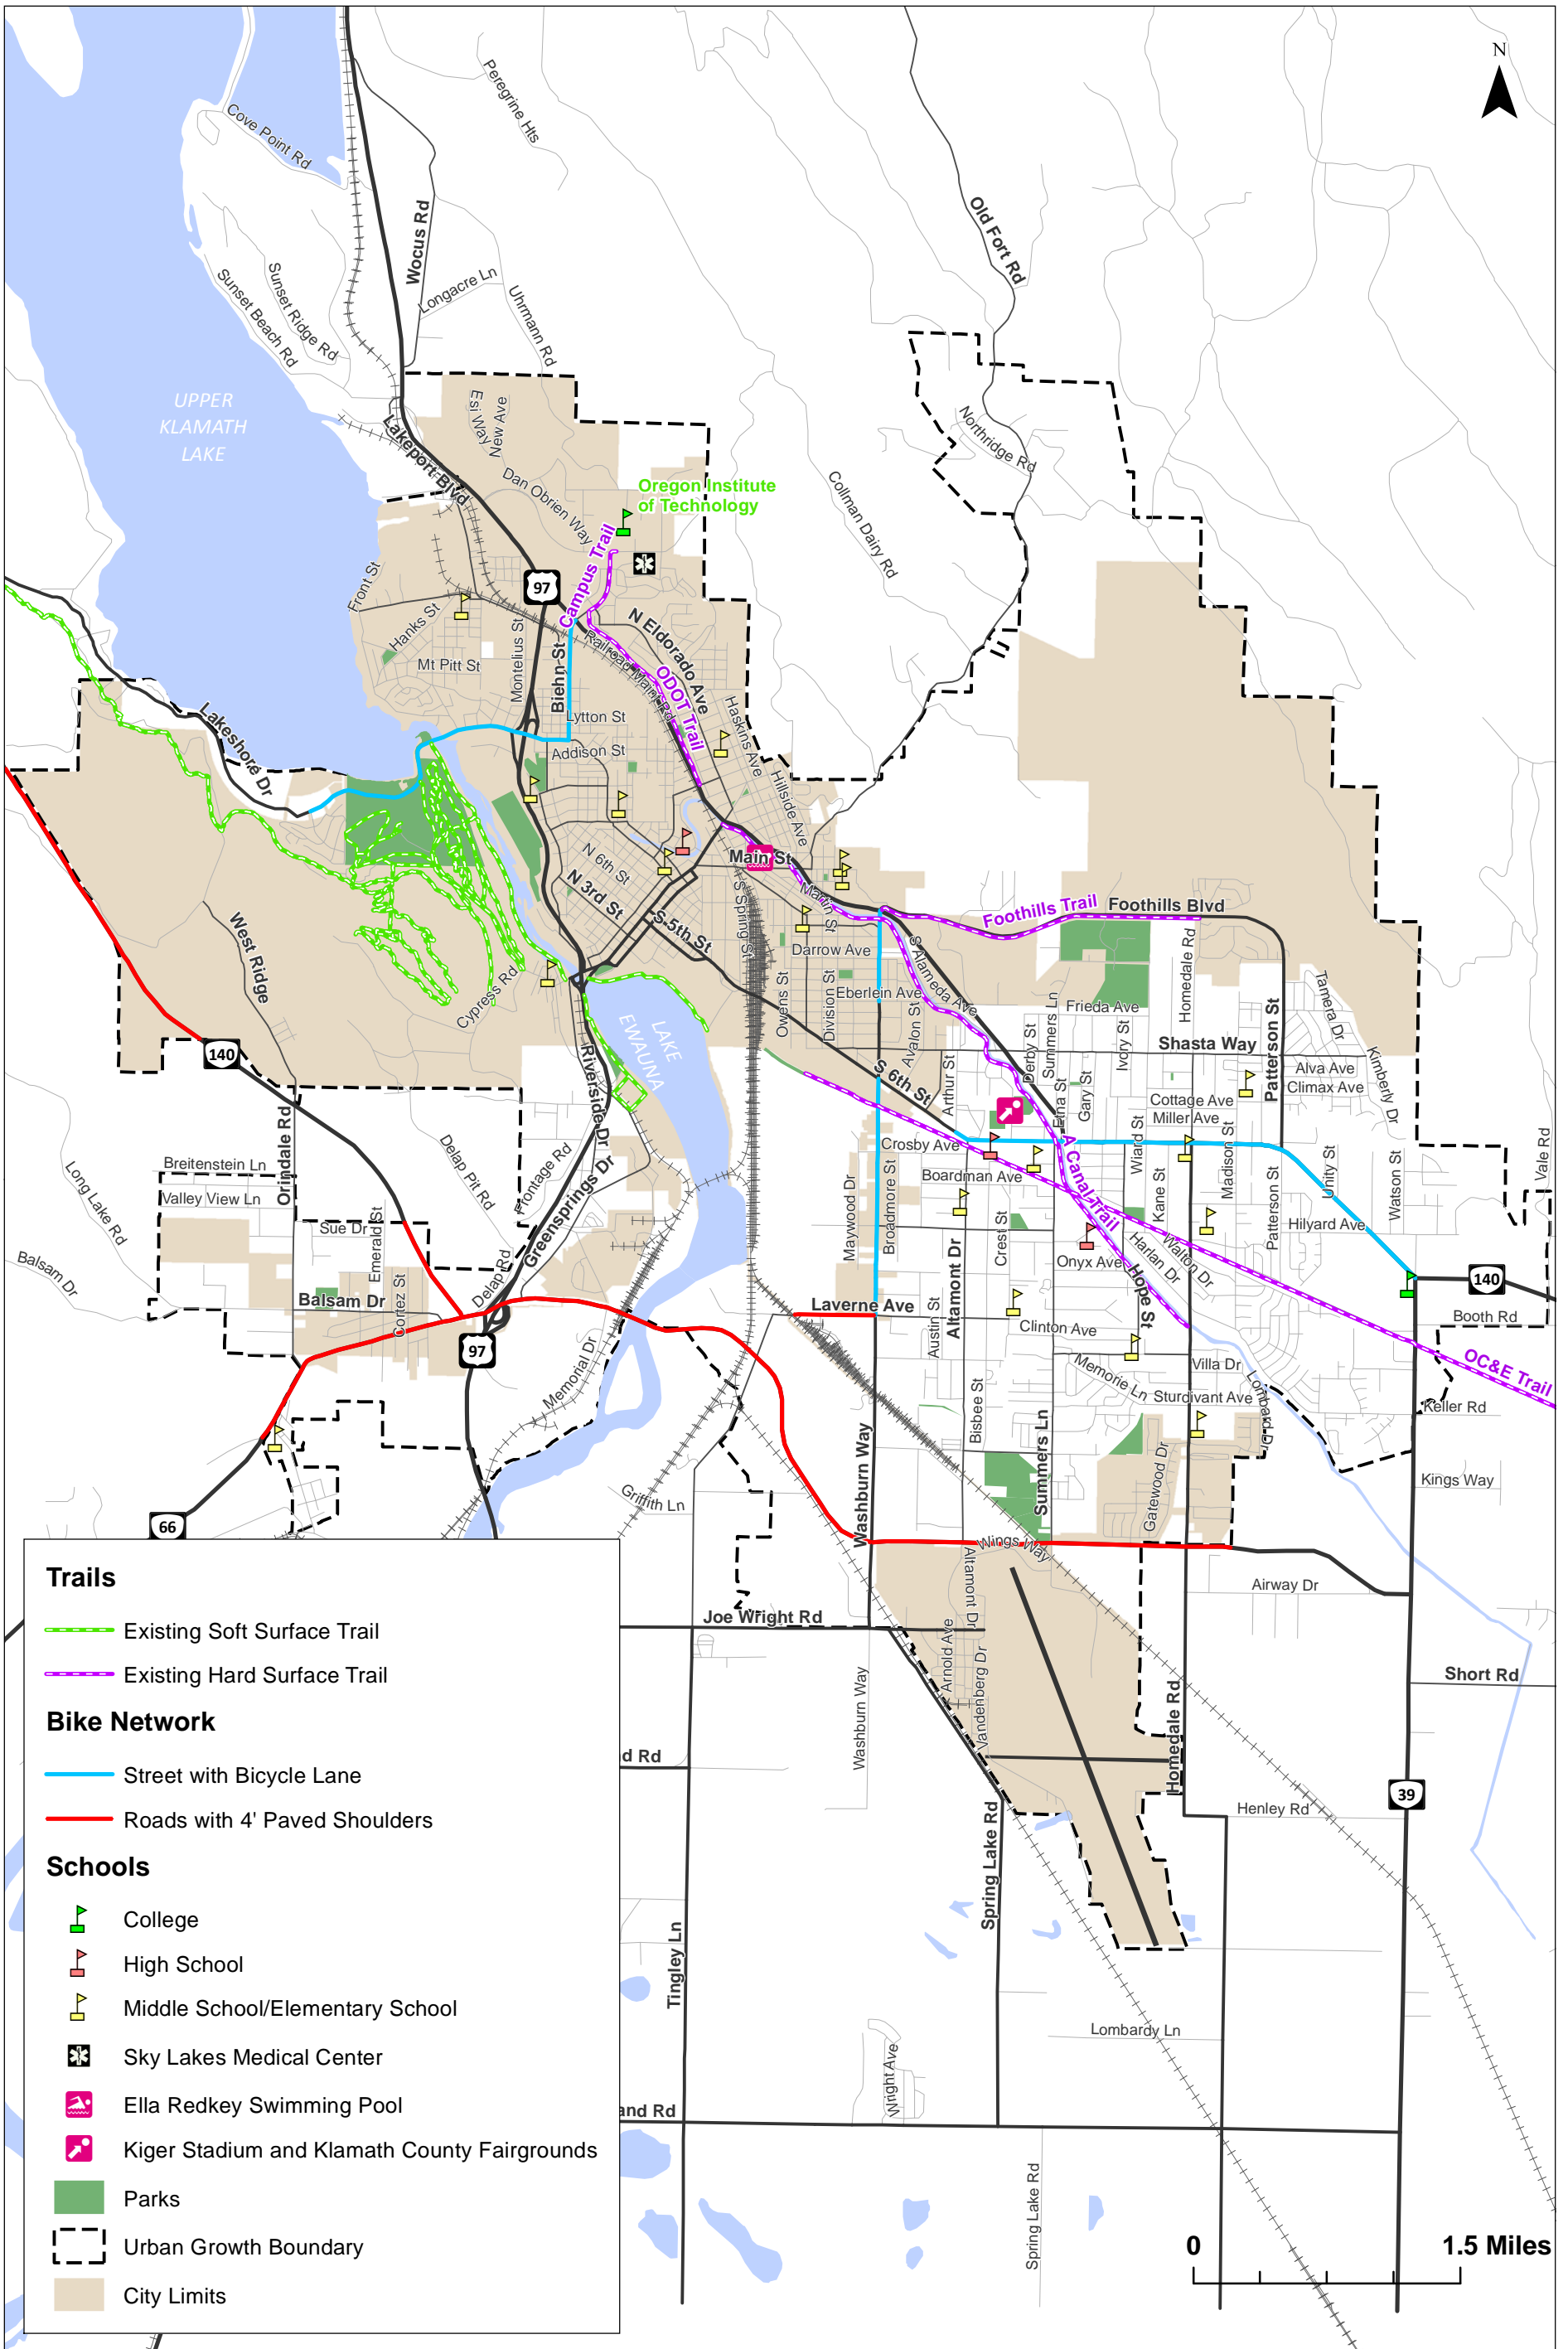 N
Peregrine Hts
Cove Point Rd
Wocus Rd
Old Fort Rd
Longacre Ln
Uhrmann Rd
Sunset Ridge Rd
Sunset Beach Rd
UPPER
KLAMATH
LAKE
Esi Way
New Ave
Lakeport Blvd
Northridge Rd
Collman Dairy Rd
Dan Obrien Way
Oregon Institute
of Technology
Campus Trail
97
Front St
Hanks St
Mt Pitt St
Montelius St
Biehn St
Railroad Maint Rd
N Eldorado Ave
ODOT Trail
Haskins Ave
Lytton St
Addison St
Hillside Ave
Lakeshore Dr
N 6th St
N 3rd St
S 5th St
Main St
S Spring St
Martin St
Foothills Trail
Foothills Blvd
Darrow Ave
S Alameda Ave
Eberlein Ave
Owens St
Division St
Avalon St
West Ridge
Cypress Rd
LAKE
EWAUNA
Homedale Rd
Tamera Dr
Frieda Ave
Summers Ln
Derby St
Ivory St
Shasta Way
Patterson St
Alva Ave
Climax Ave
Kimberly Dr
140
Riverside Dr
S 6th St
Arthur St
Etna St
Gary St
Cottage Ave
Miller Ave
Orindale Rd
Breitenstein Ln
Valley View Ln
Long Lake Rd
Delap Pit Rd
Frontage Rd
Greensprings Dr
Crosby Ave
Boardman Ave
A Canal Trail
Wiard St
Kane St
Madison St
Patterson St
Unity St
Watson St
Vale Rd
Hilyard Ave
Sue Dr
Emerald St
Balsam Dr
Balsam Dr
Cortez St
Delap Rd
Maywood Dr
Broadmore St
Crest St
Altamont Dr
Onyx Ave
Harlan Dr
Walton Dr
Hope St
140
Booth Rd
Laverne Ave
Austin St
Clinton Ave
97
Memorial Dr
Memorie Ln
Villa Dr
Sturdivant Ave
Lombard Dr
OC&E Trail
Keller Rd
Bisbee St
Summers Ln
Gatewood Dr
Kings Way
Griffith Ln
Washburn Way
66
Wings Way
Altamont Dr
Airway Dr
Joe Wright Rd
Arnold Ave
Vandenberg Dr
Washburn Way
Homedale Rd
Short Rd
d Rd
39
Henley Rd
Spring Lake Rd
Tingley Ln
Lombardy Ln
Wright Ave
and Rd
Spring Lake Rd
0
1.5 Miles
Trails
Existing Soft Surface Trail
Existing Hard Surface Trail
Bike Network
Street with Bicycle Lane
Roads with 4' Paved Shoulders
Schools
College
High School
Middle School/Elementary School
Sky Lakes Medical Center
Ella Redkey Swimming Pool
Kiger Stadium and Klamath County Fairgrounds
Parks
Urban Growth Boundary
City Limits